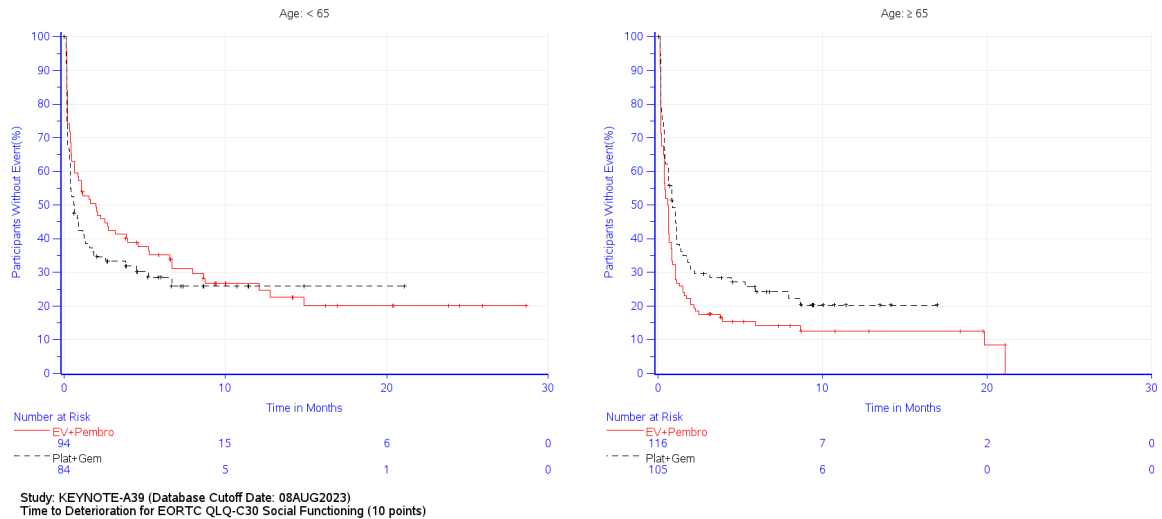 Age: < 65
Participants Without Event(%)
100
90
80
70
60
50
40
30
20
10
0
0 10 20 30
Time in Months
Number at Risk
EV+Pembro
94 15 6 0
Plat+Gem
84 5 1 0
Age: ≥ 65
Participants Without Event(%)
100
90
80
70
60
50
40
30
20
10
0
0 10 20 30
Time in Months
Number at Risk
EV+Pembro
116 7 2 0
Plat+Gem
105 6 0 0
Study: KEYNOTE-A39 (Database Cutoff Date: 08AUG2023)
Time to Deterioration for EORTC QLQ-C30 Social Functioning (10 points)